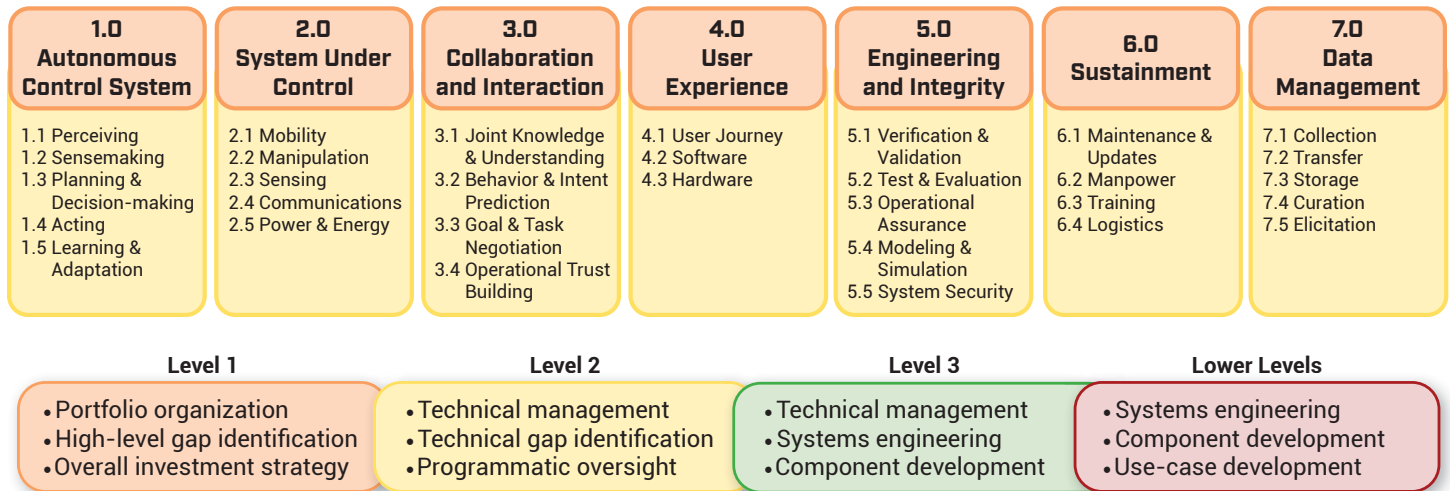 1.0
Autonomous
Control System
1.1 Perceiving
1.2 Sensemaking
1.3 Planning &
Decision-making
1.4 Acting
1.5 Learning &
Adaptation
2.0
System Under
Control
2.1 Mobility
2.2 Manipulation
2.3 Sensing
2.4 Communications
2.5 Power & Energy
3.0
Collaboration
and Interaction
3.1 Joint Knowledge
& Understanding
3.2 Behavior & Intent
Prediction
3.3 Goal & Task
Negotiation
3.4 Operational Trust
Building
4.0
User
Experience
4.1 User Journey
4.2 Software
4.3 Hardware
5.0
Engineering
and Integrity
5.1 Verification &
Validation
5.2 Test & Evaluation
5.3 Operational
Assurance
5.4 Modeling &
Simulation
5.5 System Security
6.0
Sustainment
6.1 Maintenance &
Updates
6.2 Manpower
6.3 Training
6.4 Logistics
7.0
Data
Management
7.1 Collection
7.2 Transfer
7.3 Storage
7.4 Curation
7.5 Elicitation
Level 1
• Portfolio organization
• High-level gap identification
• Overall investment strategy
Level 2
• Technical management
• Technical gap identification
• Programmatic oversight
Level 3
• Technical management
• Systems engineering
• Component development
Lower Levels
• Systems engineering
• Component development
• Use-case development